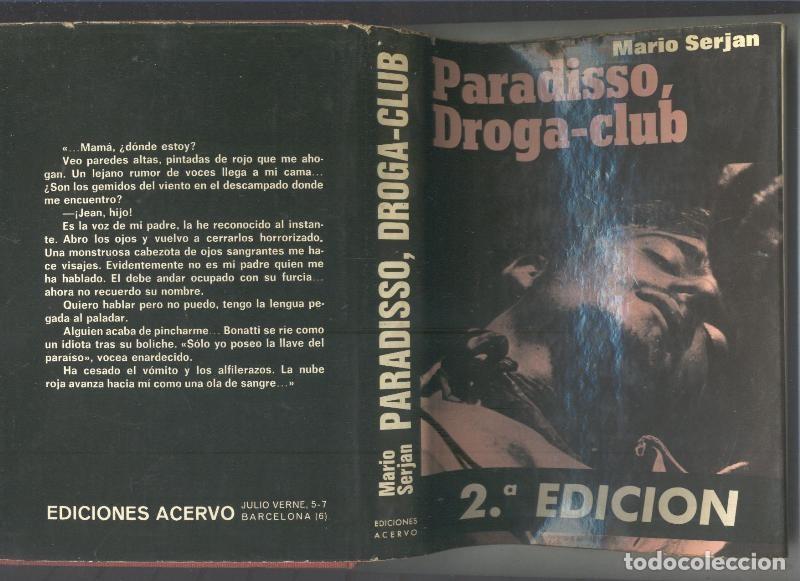 «...Mamá, ¿dónde estoy?
Veo paredes altas, pintadas de rojo que me aho-
gan. Un lejano rumor de voces llega a mi cama...
¿Son los gemidos del viento en el descampado donde
me encuentro?
—¡Jean, hijo!
Es la voz de mi padre, la he reconocido al instan-
te. Abro los ojos y vuelvo a cerrarlos horrorizado.
Una monstruosa cabezota de ojos sangrantes me ha-
ce visajes. Evidentemente no es mi padre quien me
ha hablado. El debe andar ocupado con su furcia...
ahora no recuerdo su nombre.
Quiero hablar pero no puedo, tengo la lengua pe-
gada al paladar.
Alguien acaba de pincharme... Bonatti se ríe como
un idiota tras su boliche. «Sólo yo poseo la llave del
paraíso», vocea enardecido.
Ha cesado el vómito y los alfilerazos. La nube
roja avanza hacia mí como una ola de sangre...»
EDICIONES ACERVO
JULIO VERNE, 5-7
BARCELONA (6)
Mario
Serjan
PARADISSO, DROGA-CLUB
EDICIONES
ACERVO
Mario Serjan
Paradisso,
Droga-club
2.ª EDICION
todocoleccion.net